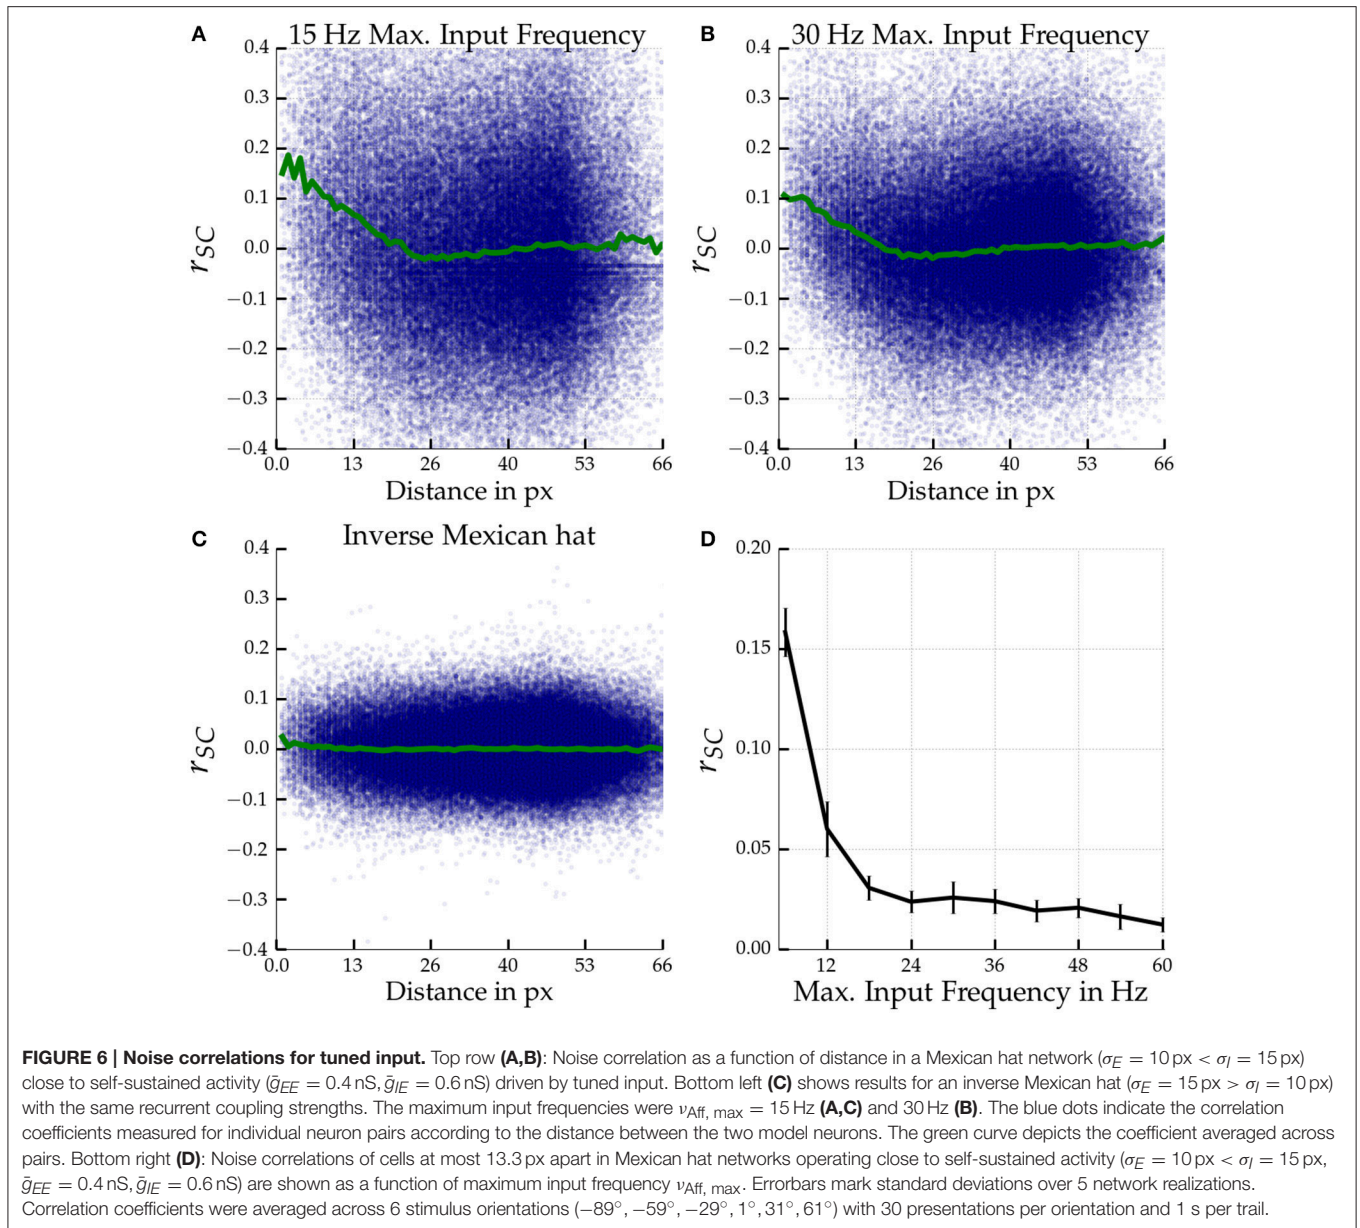 A
15 Hz Max. Input Frequency
0.4
0.3
0.2
0.1
0.0
−0.1
−0.2
−0.3
−0.4
r_SC
0.0 13 26 40 53 66
Distance in px
B
30 Hz Max. Input Frequency
0.4
0.3
0.2
0.1
0.0
−0.1
−0.2
−0.3
−0.4
r_SC
0.0 13 26 40 53 66
Distance in px
C
Inverse Mexican hat
0.4
0.3
0.2
0.1
0.0
−0.1
−0.2
−0.3
−0.4
r_SC
0.0 13 26 40 53 66
Distance in px
D
0.20
0.15
0.10
0.05
0.00
r_SC
12 24 36 48 60
Max. Input Frequency in Hz
FIGURE 6 | Noise correlations for tuned input. Top row (A,B): Noise correlation as a function of distance in a Mexican hat network (σ_E = 10 px < σ_I = 15 px)
close to self-sustained activity (ḡ_EE = 0.4 nS, ḡ_IE = 0.6 nS) driven by tuned input. Bottom left (C) shows results for an inverse Mexican hat (σ_E = 15 px > σ_I = 10 px)
with the same recurrent coupling strengths. The maximum input frequencies were ν_Aff, max = 15 Hz (A,C) and 30 Hz (B). The blue dots indicate the correlation
coefficients measured for individual neuron pairs according to the distance between the two model neurons. The green curve depicts the coefficient averaged across
pairs. Bottom right (D): Noise correlations of cells at most 13.3 px apart in Mexican hat networks operating close to self-sustained activity (σ_E = 10 px < σ_I = 15 px,
ḡ_EE = 0.4 nS, ḡ_IE = 0.6 nS) are shown as a function of maximum input frequency ν_Aff, max. Errorbars mark standard deviations over 5 network realizations.
Correlation coefficients were averaged across 6 stimulus orientations (−89°, −59°, −29°, 1°, 31°, 61°) with 30 presentations per orientation and 1 s per trail.